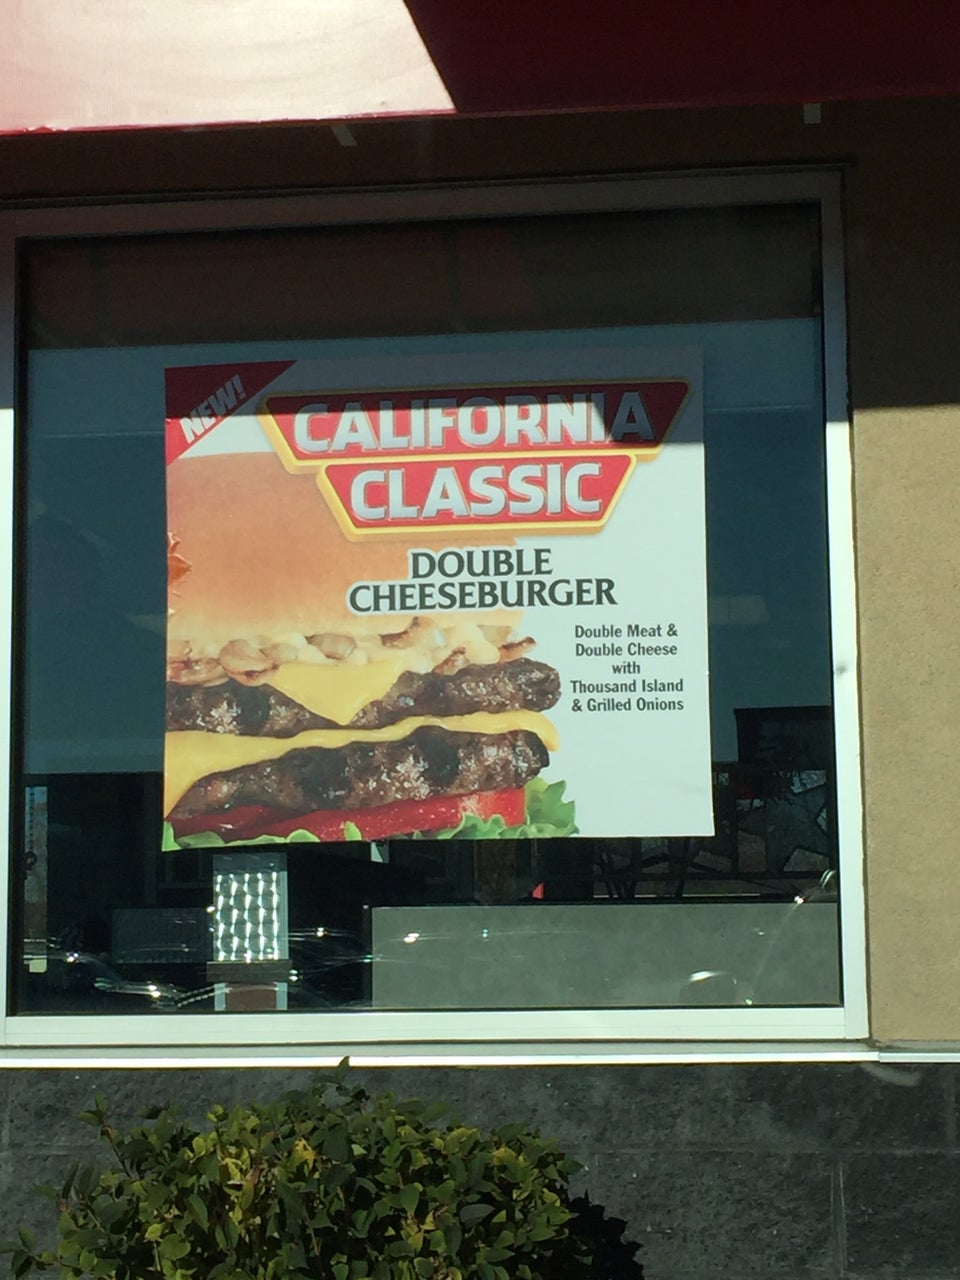 NEW!
CALIFORNIA
CLASSIC
DOUBLE
CHEESEBURGER
Double Meat &
Double Cheese
with
Thousand Island
& Grilled Onions